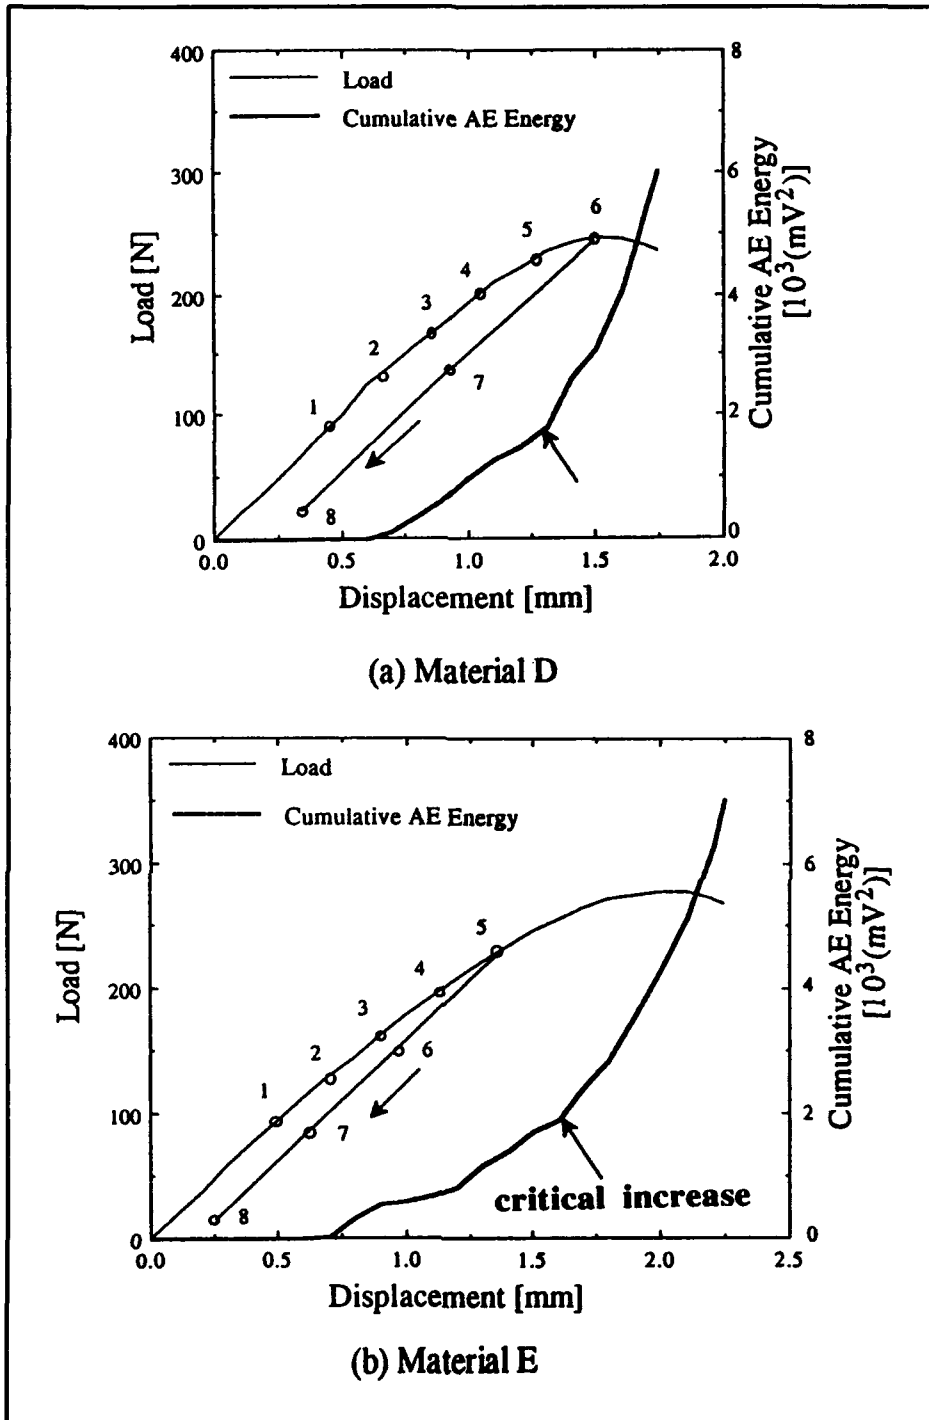 400
300
200
100
0
Load [N]
Load
Cumulative AE Energy
1
2
3
4
5
6
7
8
8
6
4
2
0
Cumulative AE Energy
[10³(mV²)]
0.0 0.5 1.0 1.5 2.0
Displacement [mm]
(a) Material D
400
300
200
100
0
Load [N]
Load
Cumulative AE Energy
1
2
3
4
5
6
7
8
critical increase
8
6
4
2
0
Cumulative AE Energy
[10³(mV²)]
0.0 0.5 1.0 1.5 2.0 2.5
Displacement [mm]
(b) Material E